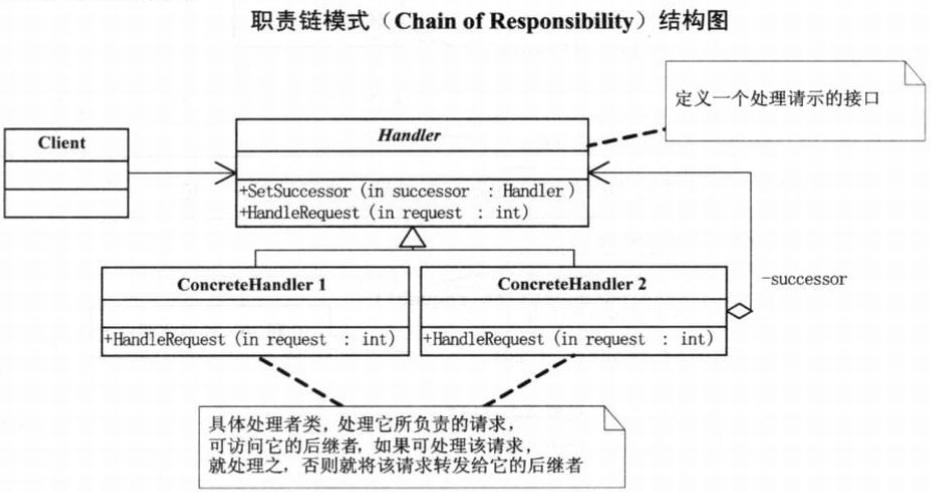 职责链模式（Chain of Responsibility）结构图
定义一个处理请示的接口
Client
Handler
+SetSuccessor(in successor : Handler)
+HandleRequest(in request : int)
ConcreteHandler 1
+HandleRequest(in request : int)
ConcreteHandler 2
+HandleRequest(in request : int)
-successor
具体处理者类，处理它所负责的请求，
可访问它的后继者，如果可处理该请求，
就处理之，否则就将该请求转发给它的后继者